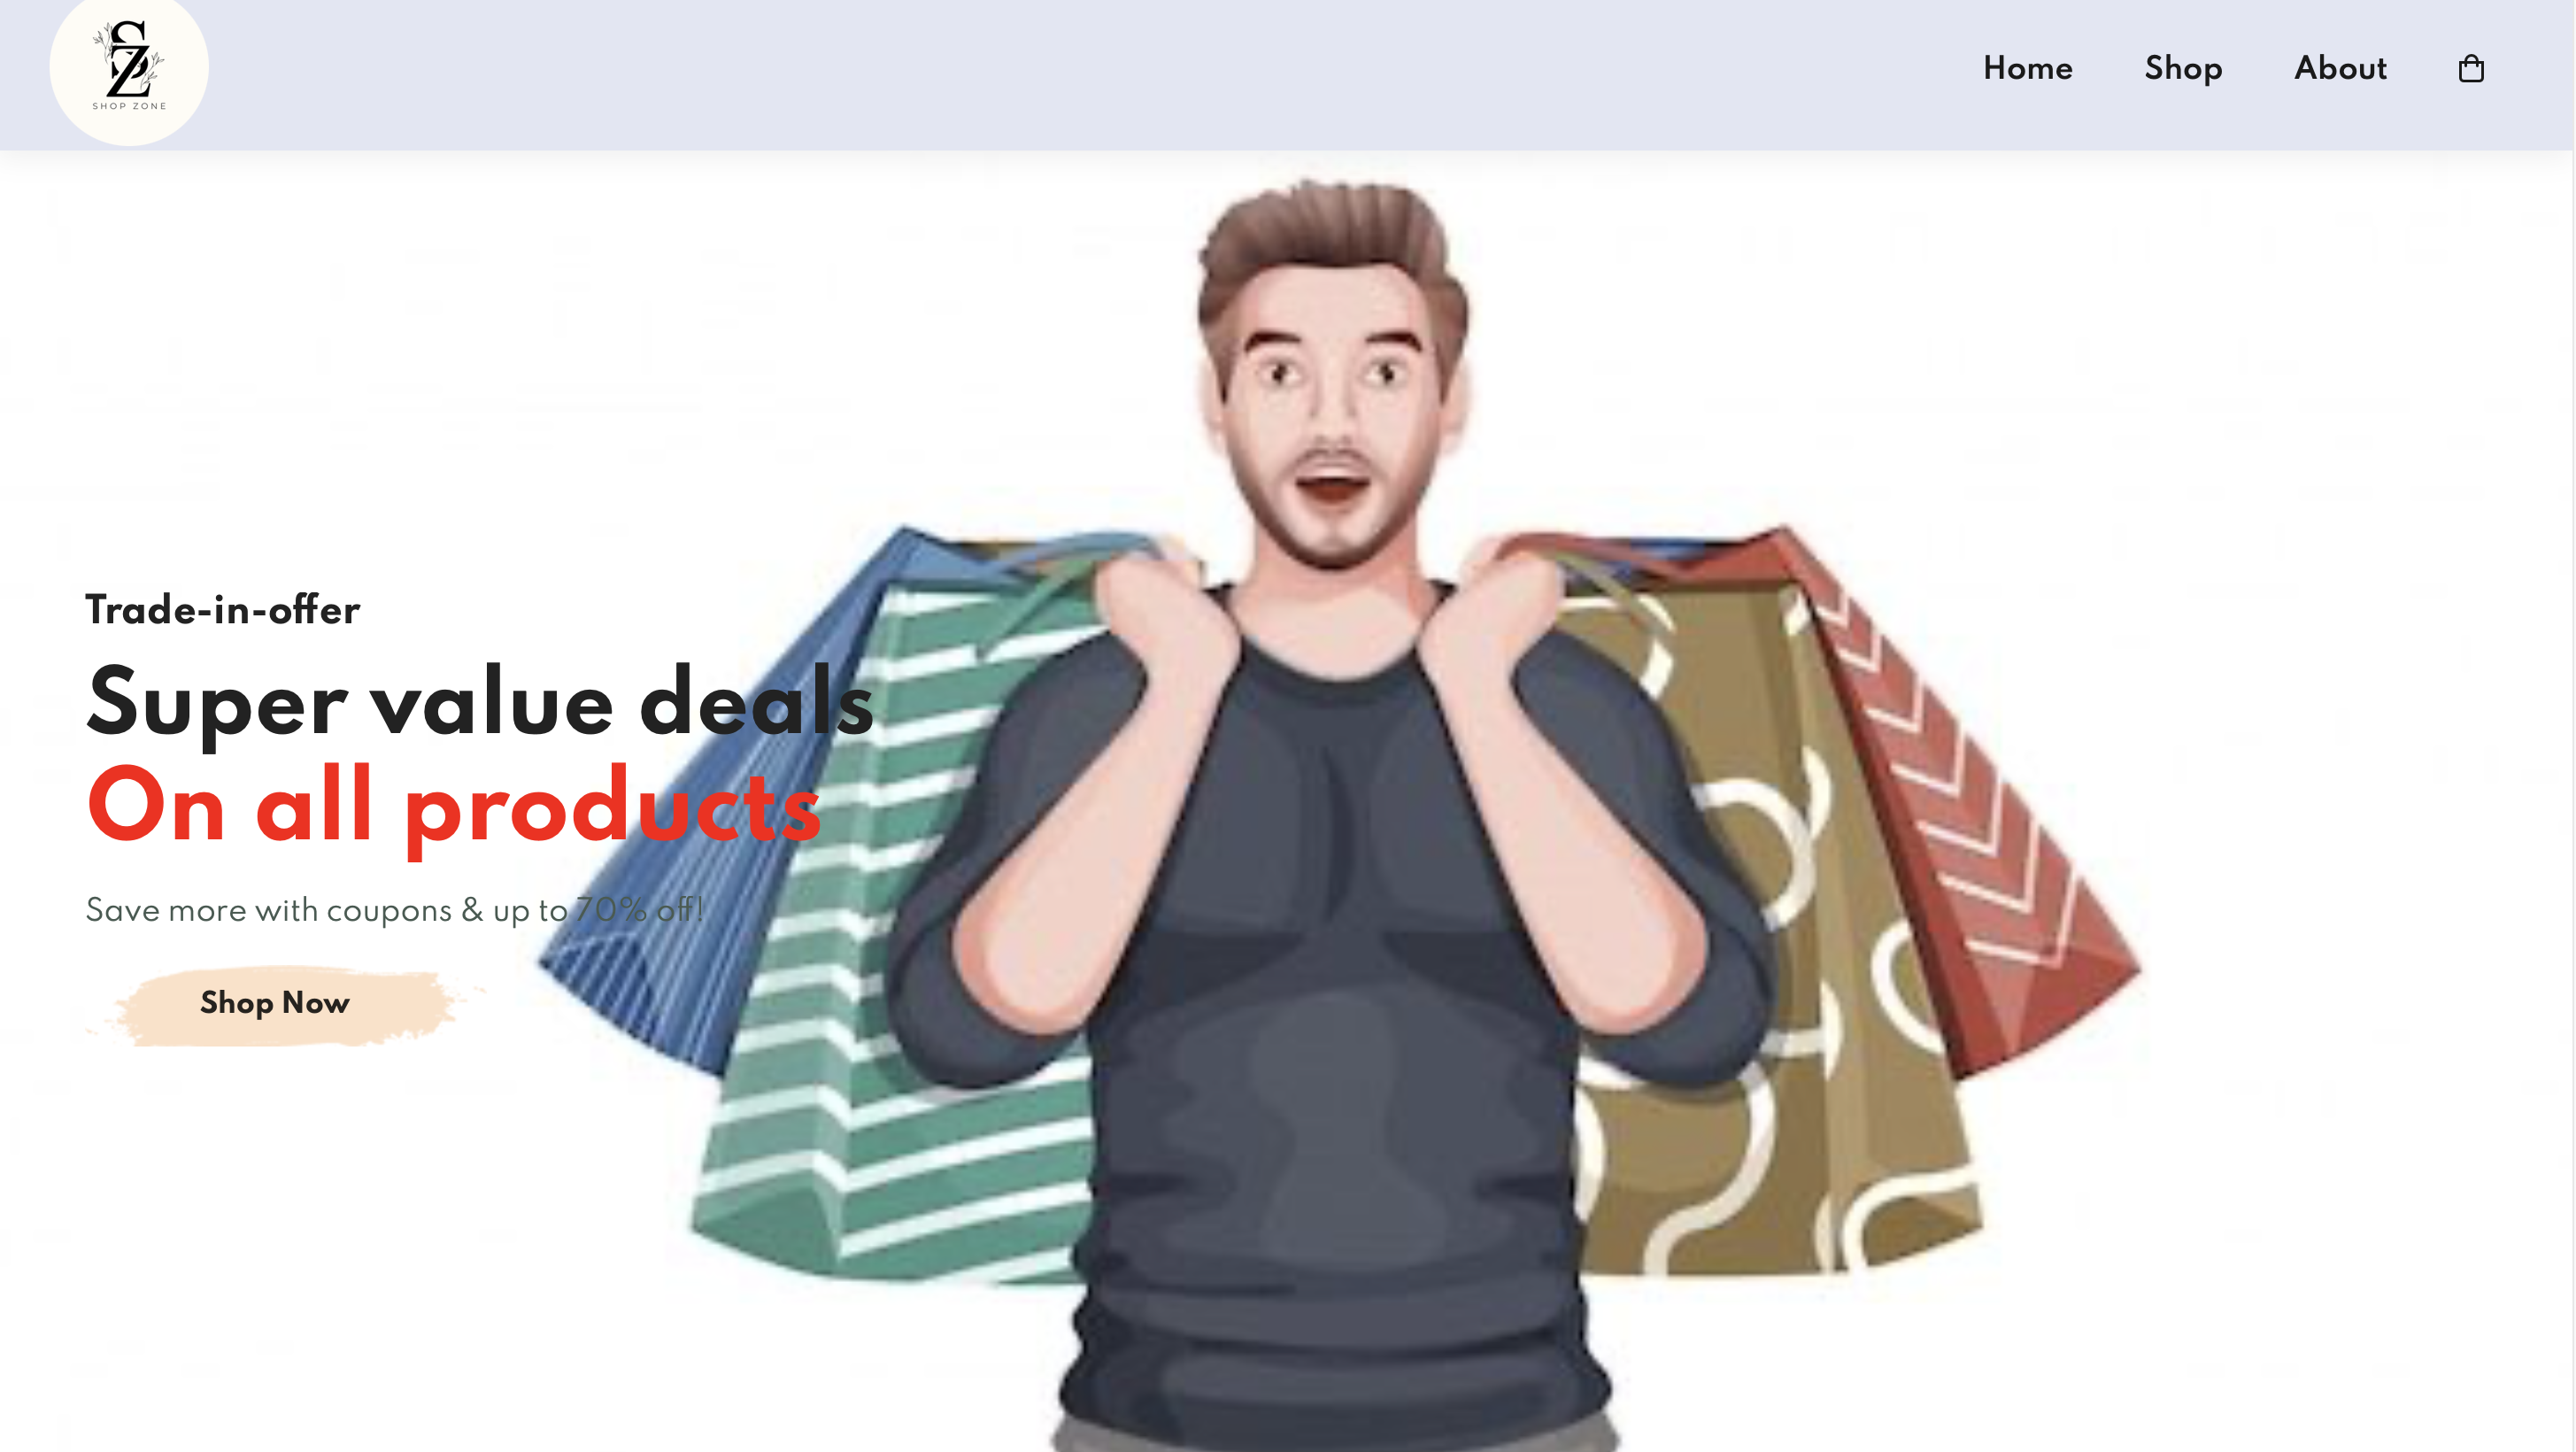 SZ
SHOP ZONE
Home Shop About
Trade-in-offer
Super value deals
On all products
Save more with coupons & up to 70% off!
Shop Now